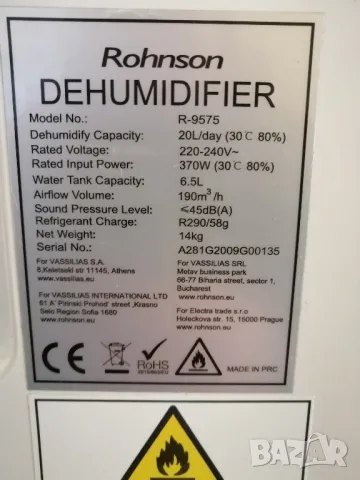 Rohnson
DEHUMIDIFIER
Model No.: R-9575
Dehumidify Capacity: 20L/day (30℃ 80%)
Rated Voltage: 220-240V~
Rated Input Power: 370W (30℃ 80%)
Water Tank Capacity: 6.5L
Airflow Volume: 190m³/h
Sound Pressure Level: ≤45dB(A)
Refrigerant Charge: R290/58g
Net Weight: 14kg
Serial No.: A281G2009G00135
For VASSILIAS S.A.
8,Keletseki str 11145, Athens
www.vassilias.eu
For VASSILIAS SRL
Metav business park
66-77 Biharia street, sector 1,
Bucharest
www.rohnson.eu
For VASSILIAS INTERNATIONAL LTD
61 A' Pirinski Prohod' street ,Krasnu
Selo Region Sofia 1680
www.rohnson.eu
For Electra trade s.r.o
Holeckova str. 15, 15000 Prague
www.rohnson.eu
CE
RoHS
MADE IN PRC
BAZAR